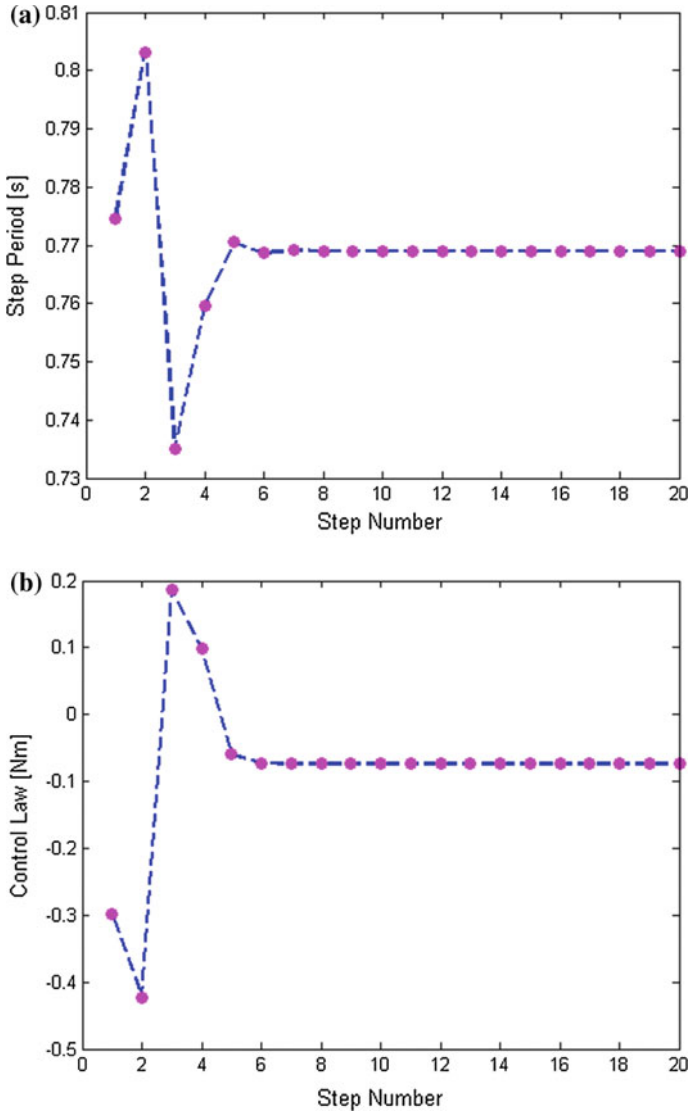 (a)
0.81
0.8
0.79
0.78
0.77
0.76
0.75
0.74
0.73
Step Period [s]
0 2 4 6 8 10 12 14 16 18 20
Step Number
(b)
0.2
0.1
0
-0.1
-0.2
-0.3
-0.4
-0.5
Control Law [Nm]
0 2 4 6 8 10 12 14 16 18 20
Step Number